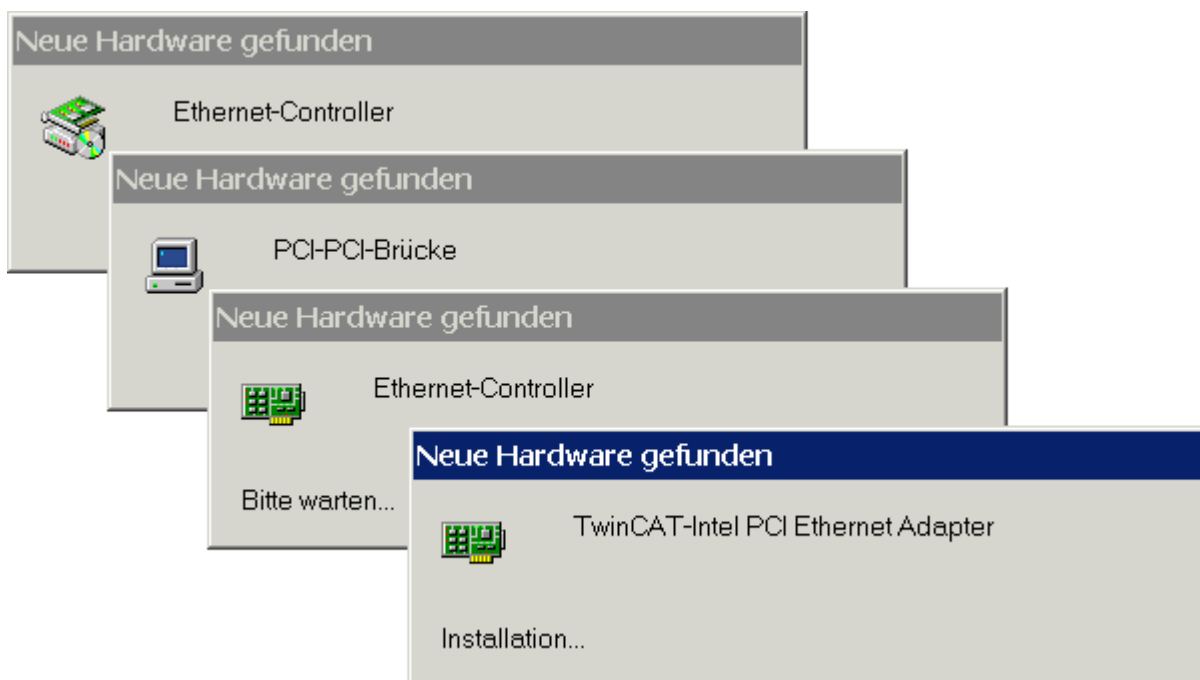 Neue Hardware gefunden
Ethernet-Controller
Neue Hardware gefunden
PCI-PCI-Brücke
Neue Hardware gefunden
Ethernet-Controller
Bitte warten...
Neue Hardware gefunden
TwinCAT-Intel PCI Ethernet Adapter
Installation...